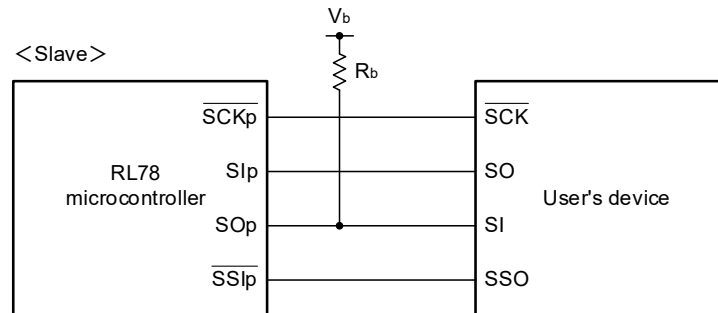 Vb
<Slave>
Rb
SCKp
SCK
RL78
microcontroller
SIp
SO
User's device
SOp
SI
SSIp
SSO